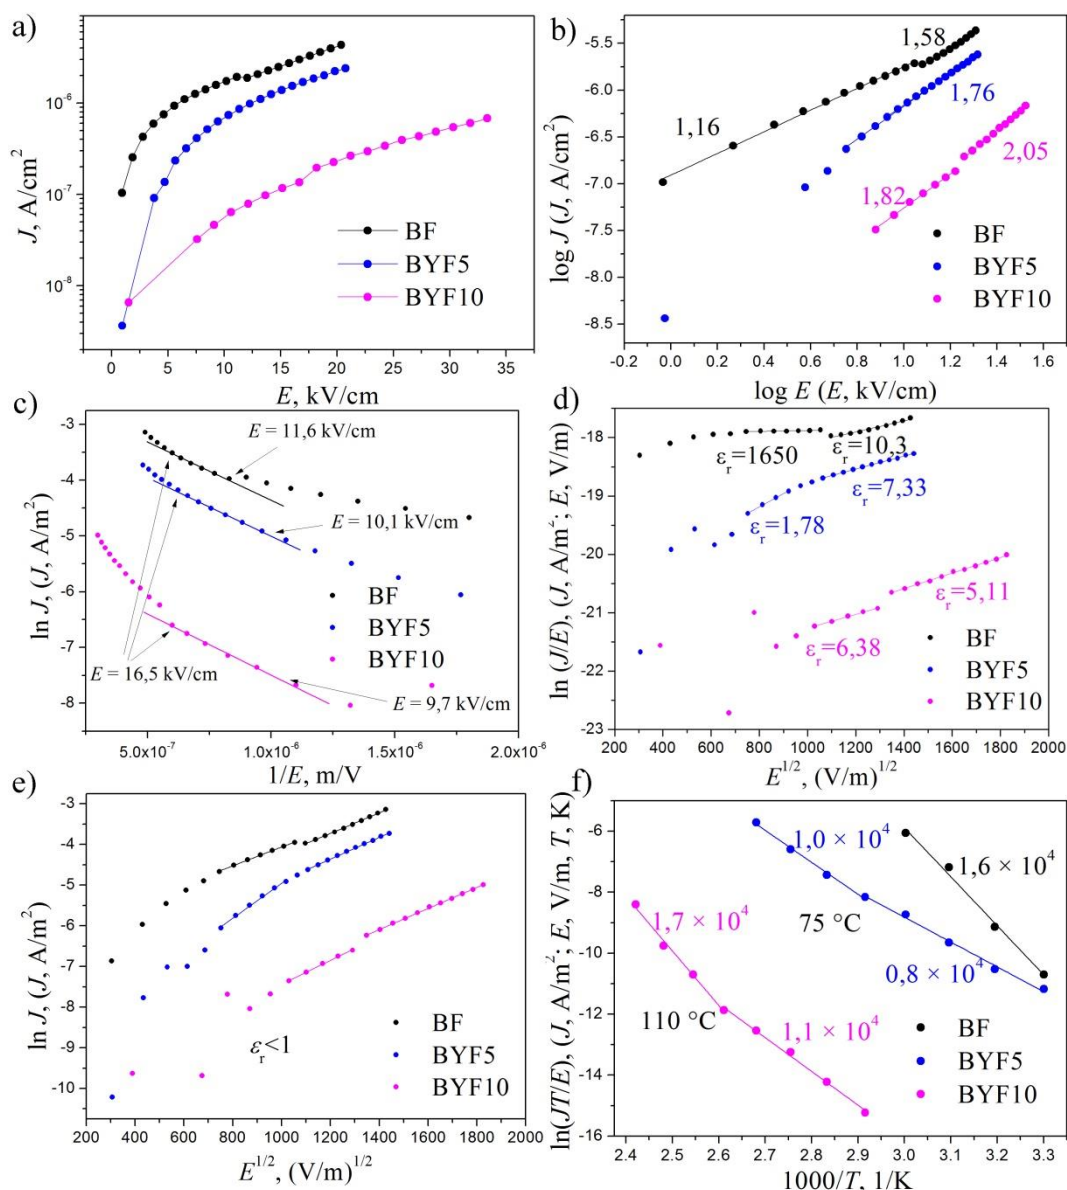 a)
J, A/cm²
10⁻⁶
10⁻⁷
10⁻⁸
BF
BYF5
BYF10
0 5 10 15 20 25 30 35
E, kV/cm
b)
log J (J, A/cm²)
-5.5
-6.0
-6.5
-7.0
-7.5
-8.0
-8.5
1,58
1,16
1,76
2,05
1,82
BF
BYF5
BYF10
-0.2 0.0 0.2 0.4 0.6 0.8 1.0 1.2 1.4 1.6
log E (E, kV/cm)
c)
ln J, (J, A/m²)
-3
-4
-5
-6
-7
-8
E = 11,6 kV/cm
E = 10,1 kV/cm
BF
BYF5
BYF10
E = 16,5 kV/cm
E = 9,7 kV/cm
5.0x10⁻⁷ 1.0x10⁻⁶ 1.5x10⁻⁶ 2.0x10⁻⁶
1/E, m/V
d)
ln (J/E), (J, A/m²; E, V/m)
-18
-19
-20
-21
-22
-23
εr=1650
εr=10,3
εr=7,33
εr=1,78
εr=5,11
εr=6,38
BF
BYF5
BYF10
200 400 600 800 1000 1200 1400 1600 1800 2000
E^1/2, (V/m)^1/2
e)
ln J, (J, A/m²)
-3
-4
-5
-6
-7
-8
-9
-10
εr<1
BF
BYF5
BYF10
200 400 600 800 1000 1200 1400 1600 1800 2000
E^1/2, (V/m)^1/2
f)
ln(JT/E), (J, A/m²; E, V/m, T, K)
-6
-8
-10
-12
-14
-16
1,0 × 10⁴
1,6 × 10⁴
1,7 × 10⁴
75 °C
0,8 × 10⁴
110 °C
1,1 × 10⁴
BF
BYF5
BYF10
2.4 2.5 2.6 2.7 2.8 2.9 3.0 3.1 3.2 3.3
1000/T, 1/K